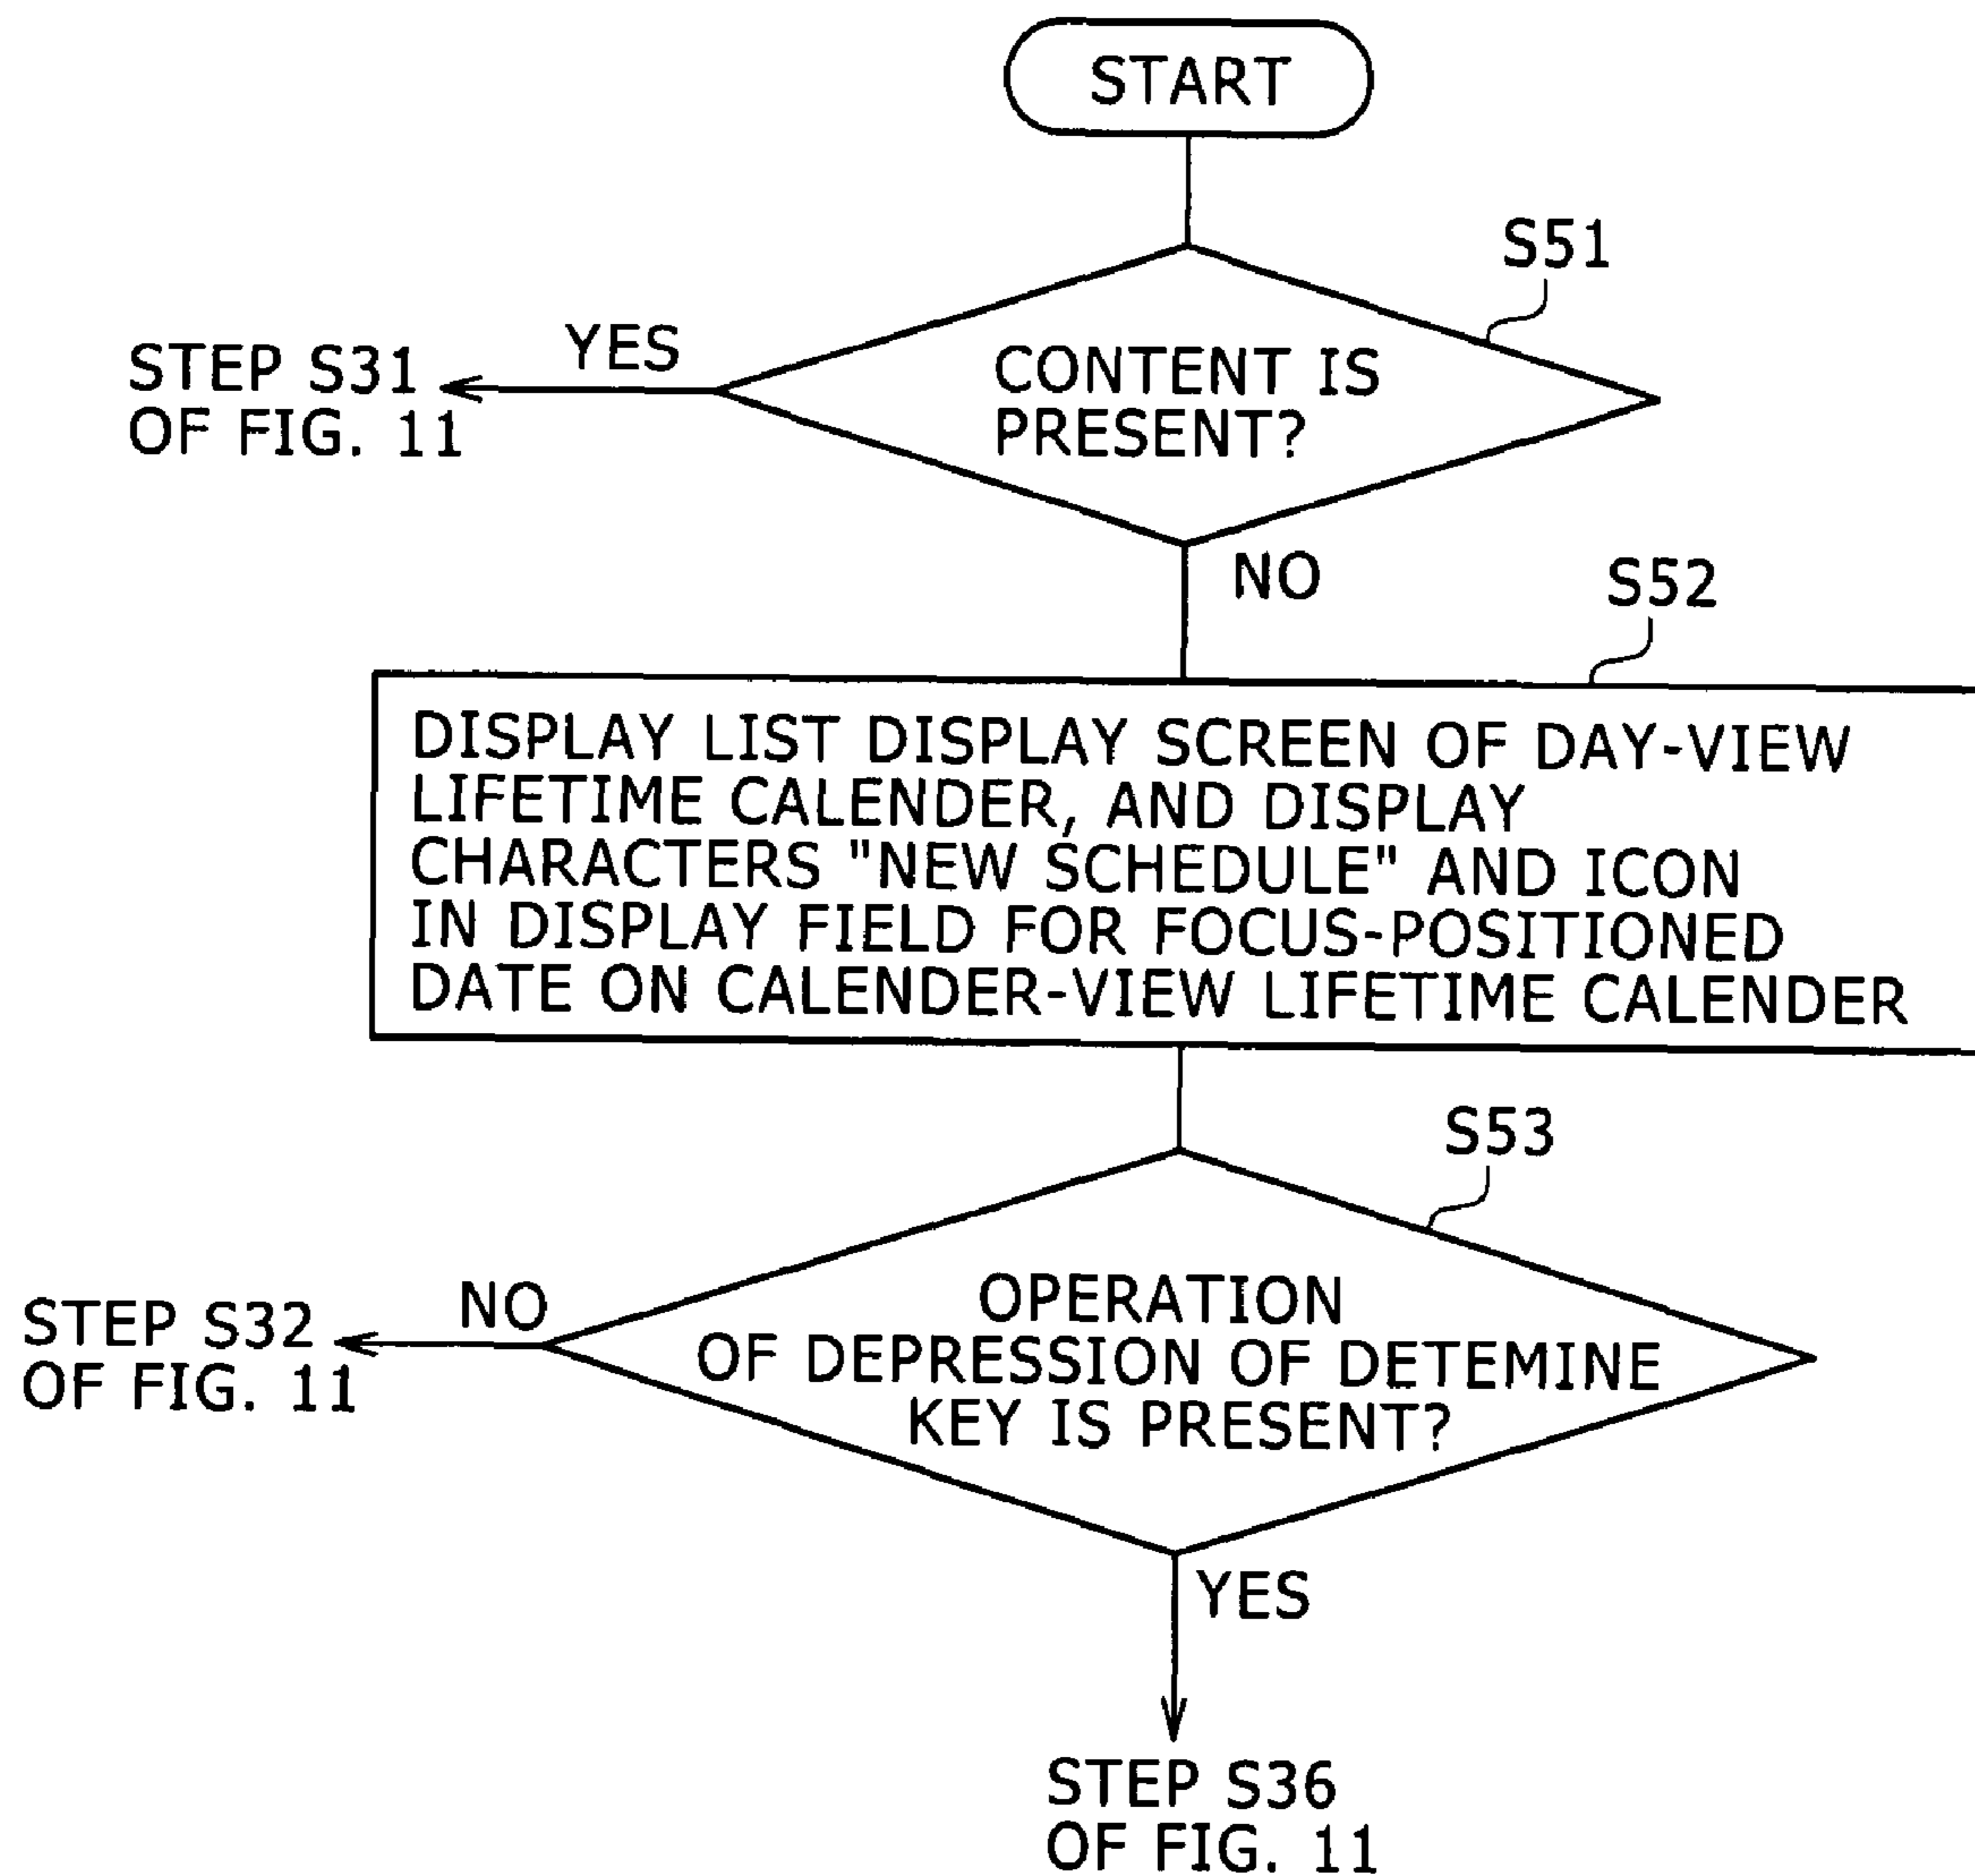 START
S51
YES
STEP S31
OF FIG. 11
CONTENT IS
PRESENT?
NO
S52
DISPLAY LIST DISPLAY SCREEN OF DAY-VIEW
LIFETIME CALENDER, AND DISPLAY
CHARACTERS "NEW SCHEDULE" AND ICON
IN DISPLAY FIELD FOR FOCUS-POSITIONED
DATE ON CALENDER-VIEW LIFETIME CALENDER
S53
NO
STEP S32
OF FIG. 11
OPERATION
OF DEPRESSION OF DETEMINE
KEY IS PRESENT?
YES
STEP S36
OF FIG. 11